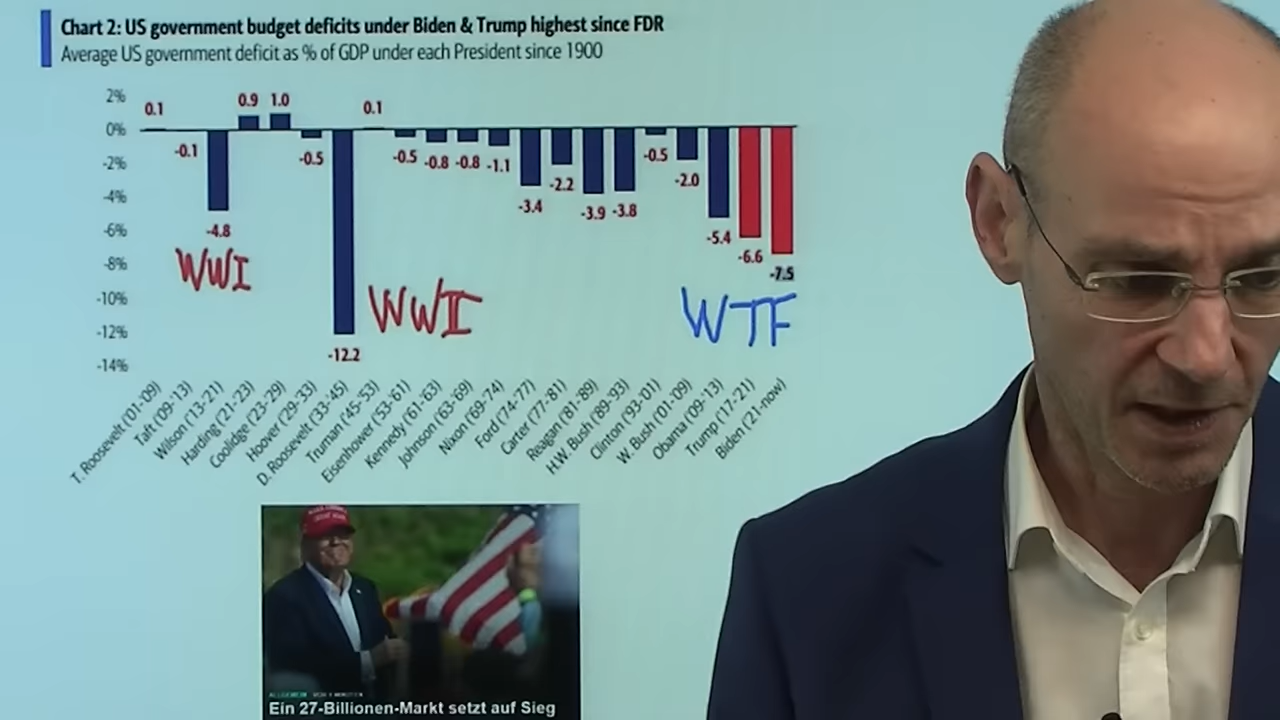 Chart 2: US government budget deficits under Biden & Trump highest since FDR
Average US government deficit as % of GDP under each President since 1900
2%
0%
-2%
-4%
-6%
-8%
-10%
-12%
-14%
0.1
-0.1
-4.8
0.9
1.0
-0.5
-12.2
0.1
-0.5
-0.8
-0.8
-1.1
-3.4
-2.2
-3.9
-3.8
-0.5
-2.0
-5.4
-6.6
-7.5
WWI
WWI
WTF
T. Roosevelt ('01-09)
Taft ('09-13)
Wilson ('13-21)
Harding ('21-23)
Coolidge ('23-29)
Hoover ('29-33)
D. Roosevelt ('33-45)
Truman ('45-'53)
Eisenhower ('53-61)
Kennedy ('61-63)
Johnson ('63-69)
Nixon ('69-74)
Ford ('74-77)
Carter ('77-81)
Reagan ('81-89)
H.W. Bush ('89-93)
Clinton ('93-01)
W. Bush ('01-09)
Obama ('09-13)
Trump ('17-21)
Biden ('21-now)
Ein 27-Billionen-Markt setzt auf Sieg